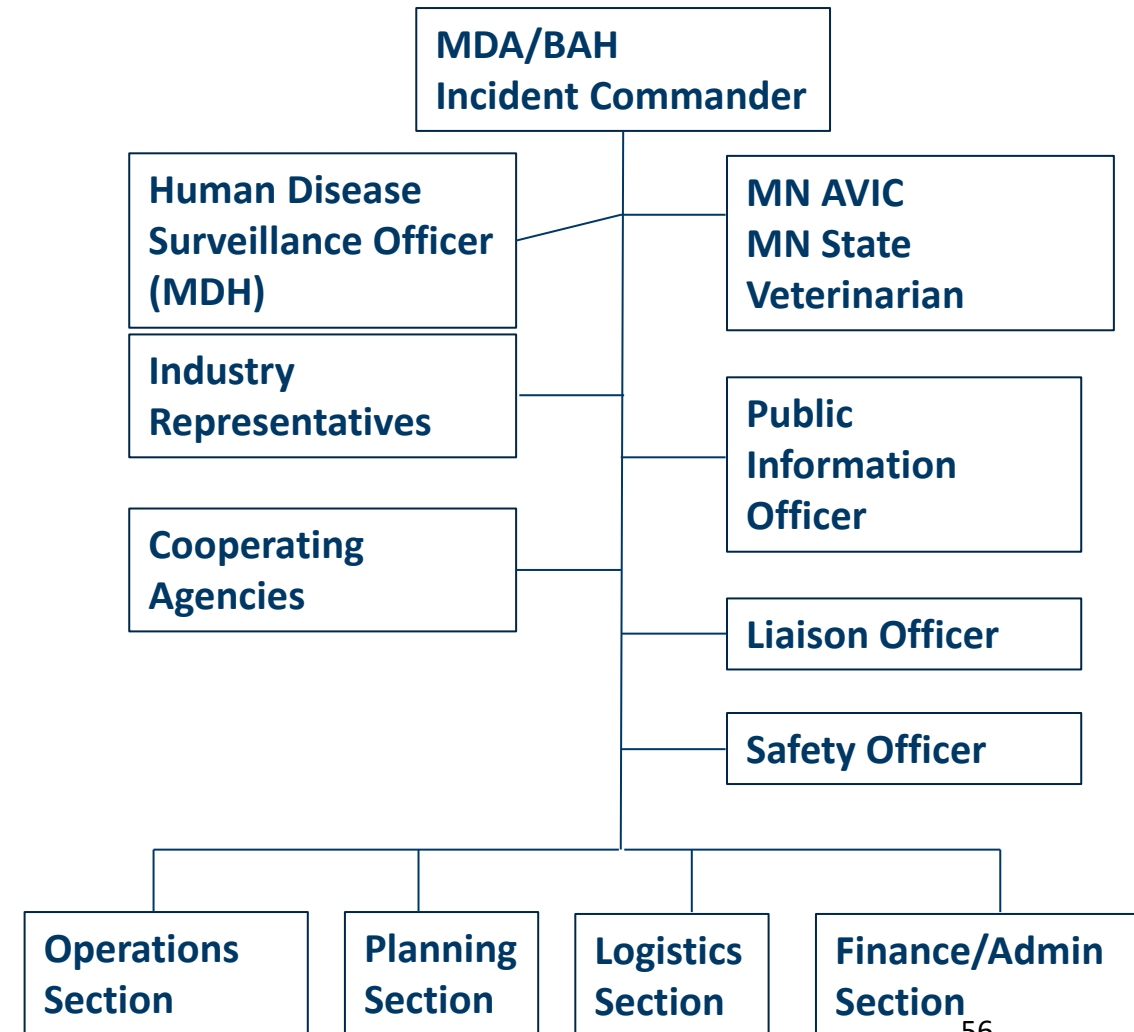 MDA/BAH
Incident Commander
Human Disease
Surveillance Officer
(MDH)
MN AVIC
MN State
Veterinarian
Industry
Representatives
Public
Information
Officer
Cooperating
Agencies
Liaison Officer
Safety Officer
Operations
Section
Planning
Section
Logistics
Section
Finance/Admin
Section
56